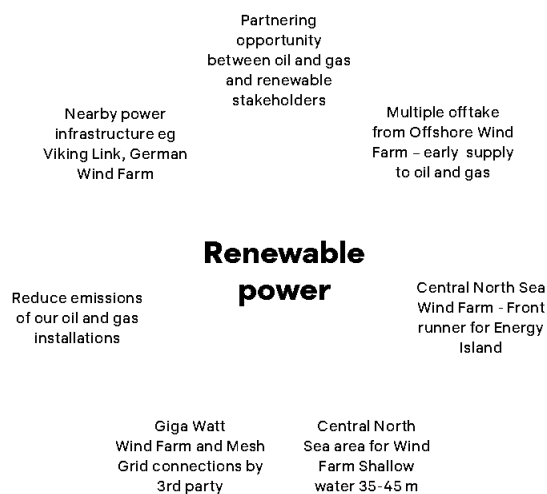 Partnering
opportunity
between oil and gas
and renewable
stakeholders
Nearby power
infrastructure eg
Viking Link, German
Wind Farm
Multiple offtake
from Offshore Wind
Farm – early supply
to oil and gas
Renewable
power
Reduce emissions
of our oil and gas
installations
Central North Sea
Wind Farm - Front
runner for Energy
Island
Giga Watt
Wind Farm and Mesh
Grid connections by
3rd party
Central North
Sea area for Wind
Farm Shallow
water 35-45 m